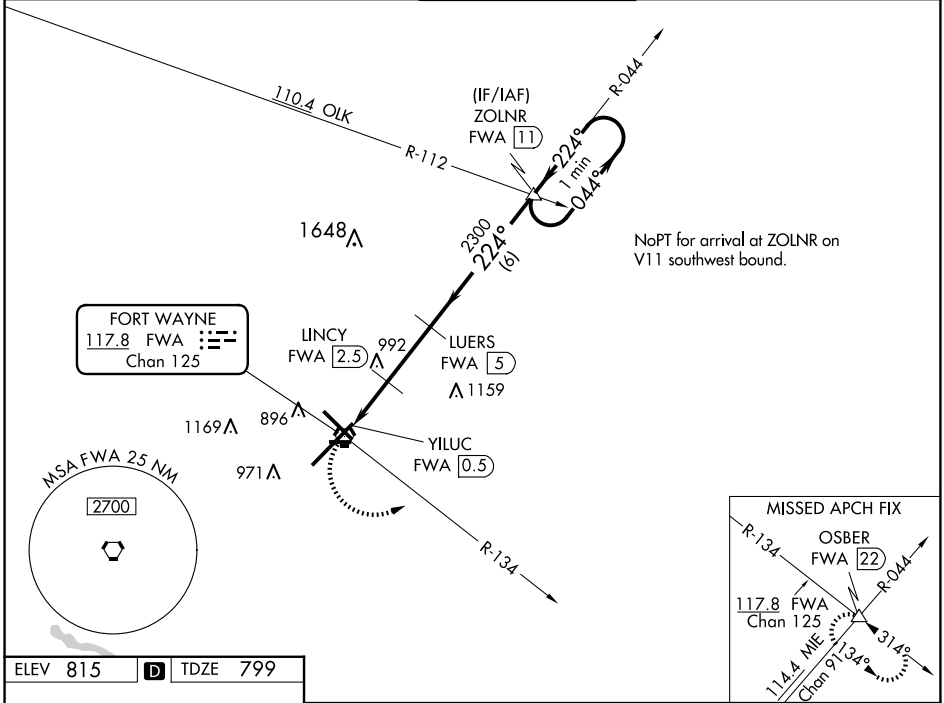 110.4 OLK
R-112
(IF/IAF)
ZOLNR
FWA 11
R-044
224°
1 min
044°
NoPT for arrival at ZOLNR on
V11 southwest bound.
1648
2300
224°
(6)
FORT WAYNE
117.8 FWA
Chan 125
LINCY
FWA 2.5
992
LUERS
FWA 5
1159
1169
896
971
YILUC
FWA 0.5
R-134
MSA FWA 25 NM
2700
MISSED APCH FIX
R-134
OSBER
FWA 22
R-044
117.8 FWA
Chan 125
114.4 MIE
Chan 91
134°
314°
ELEV 815 D TDZE 799